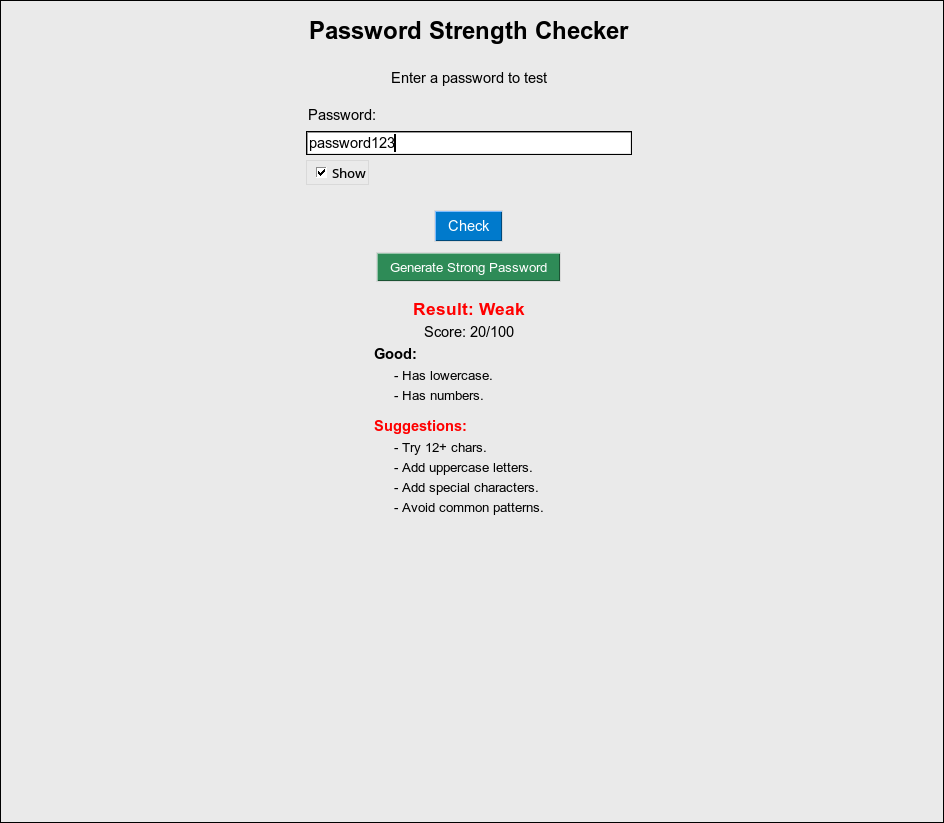 Password Strength Checker
Enter a password to test
Password:
password123
Show
Check
Generate Strong Password
Result: Weak
Score: 20/100
Good:
- Has lowercase.
- Has numbers.
Suggestions:
- Try 12+ chars.
- Add uppercase letters.
- Add special characters.
- Avoid common patterns.